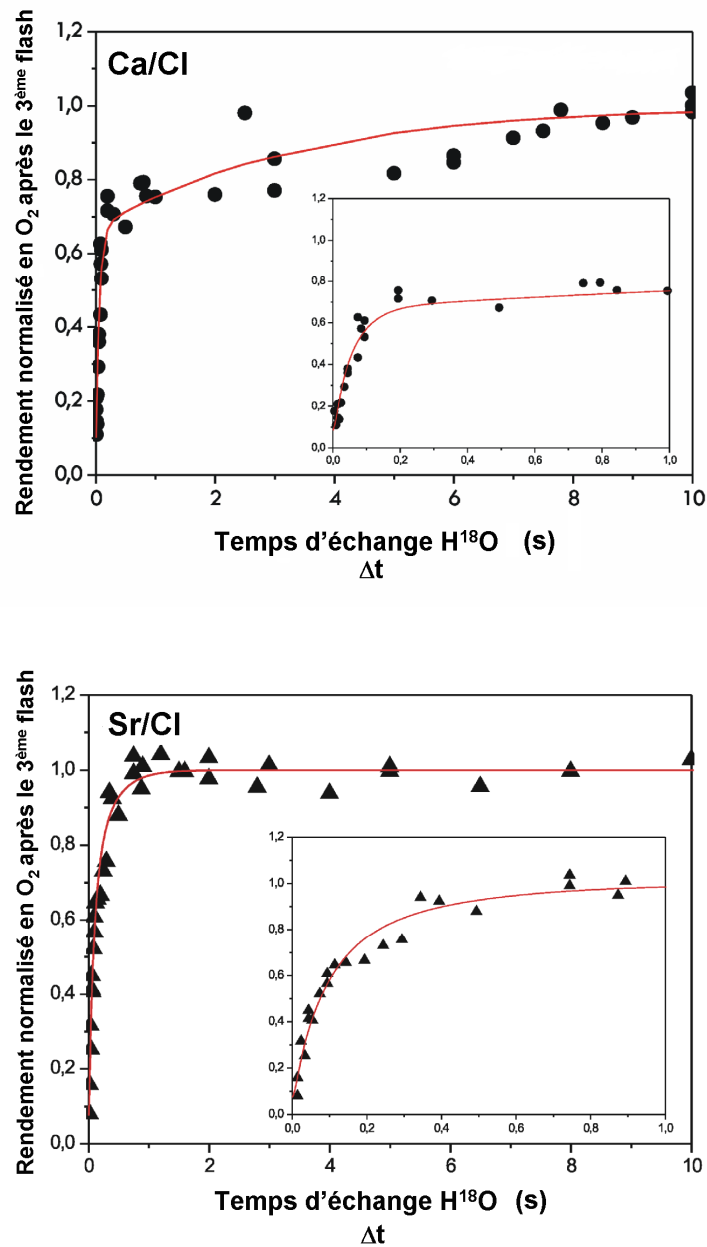 Ca/Cl
Rendement normalisé en O2 après le 3ème flash
1,2
1,0
0,8
0,6
0,4
0,2
0,0
0 2 4 6 8 10
1,2
1,0
0,8
0,6
0,4
0,2
0,0
0,0 0,2 0,4 0,6 0,8 1,0
Temps d'échange H18O (s)
Δt
Sr/Cl
Rendement normalisé en O2 après le 3ème flash
1,2
1,0
0,8
0,6
0,4
0,2
0,0
0 2 4 6 8 10
1,2
1,0
0,8
0,6
0,4
0,2
0,0
0,0 0,2 0,4 0,6 0,8 1,0
Temps d'échange H18O (s)
Δt